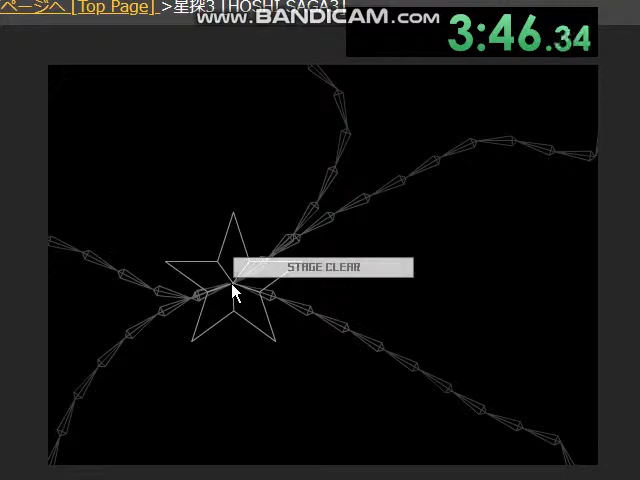 ページへ [Top Page] >星探3 [HOSHI SAGA3]
www.BANDICAM.com
3:46.34
STAGE CLEAR